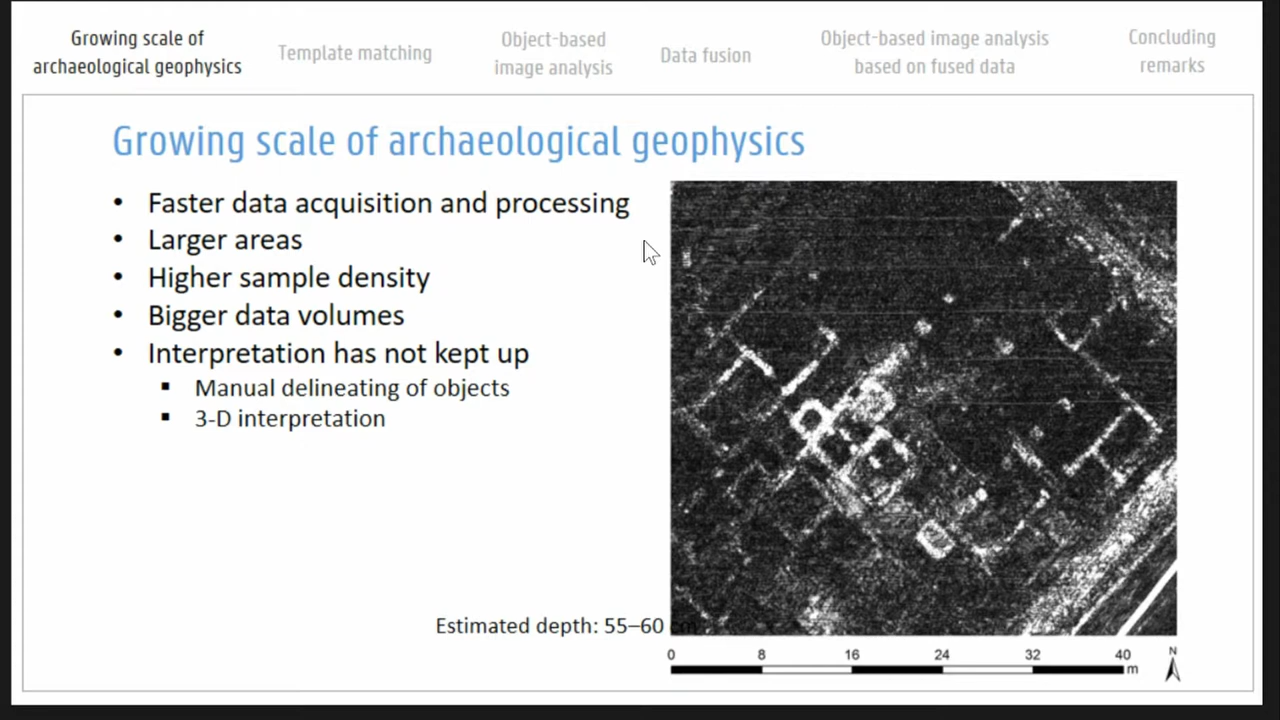 Growing scale of
archaeological geophysics
Template matching
Object-based
image analysis
Data fusion
Object-based image analysis
based on fused data
Concluding
remarks
Growing scale of archaeological geophysics
• Faster data acquisition and processing
• Larger areas
• Higher sample density
• Bigger data volumes
• Interpretation has not kept up
▪ Manual delineating of objects
▪ 3-D interpretation
Estimated depth: 55–60 cm
0 8 16 24 32 40 m
N